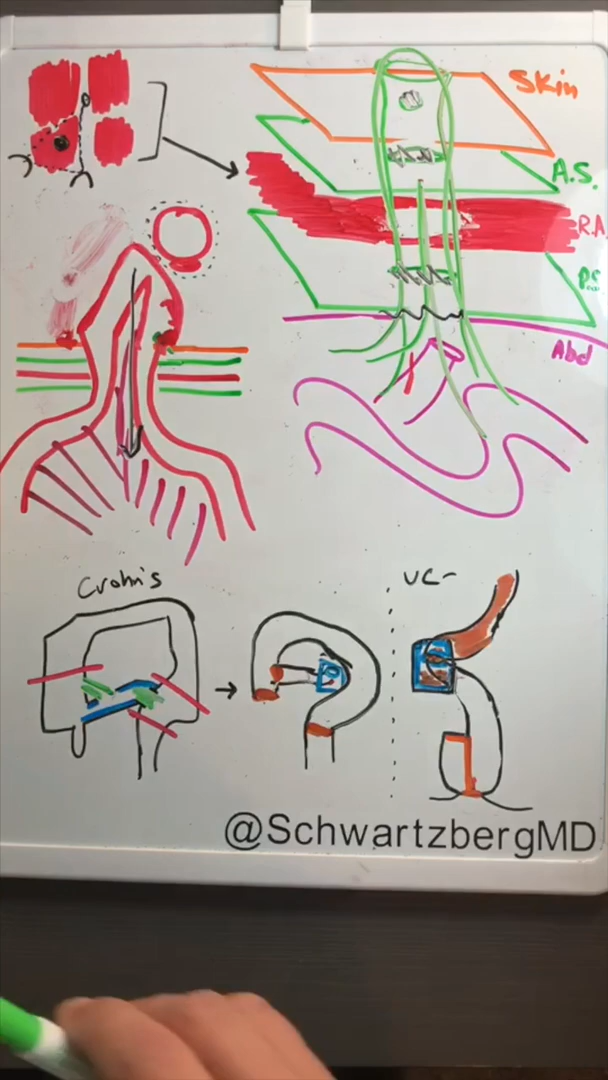 Skin
A.S.
R.A
P.S.
Abd
Crohn's
UC-
@SchwartzbergMD